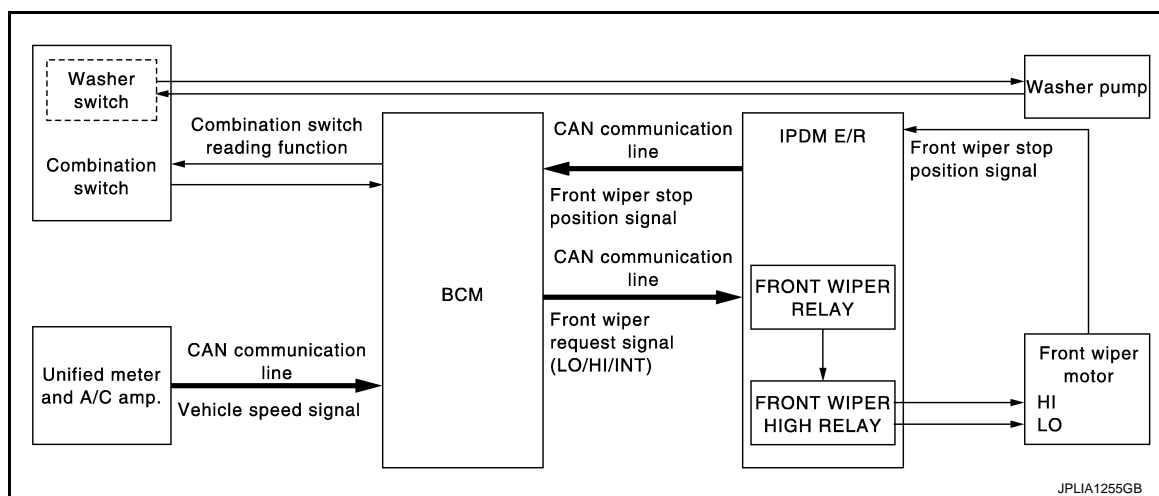 Washer
switch
Combination
switch
Combination switch
reading function
Unified meter
and A/C amp.
CAN communication
line
Vehicle speed signal
BCM
CAN communication
line
Front wiper stop
position signal
CAN communication
line
Front wiper
request signal
(LO/HI/INT)
IPDM E/R
FRONT WIPER
RELAY
FRONT WIPER
HIGH RELAY
Washer pump
Front wiper stop
position signal
Front wiper
motor
HI
LO
JPLIA1255GB